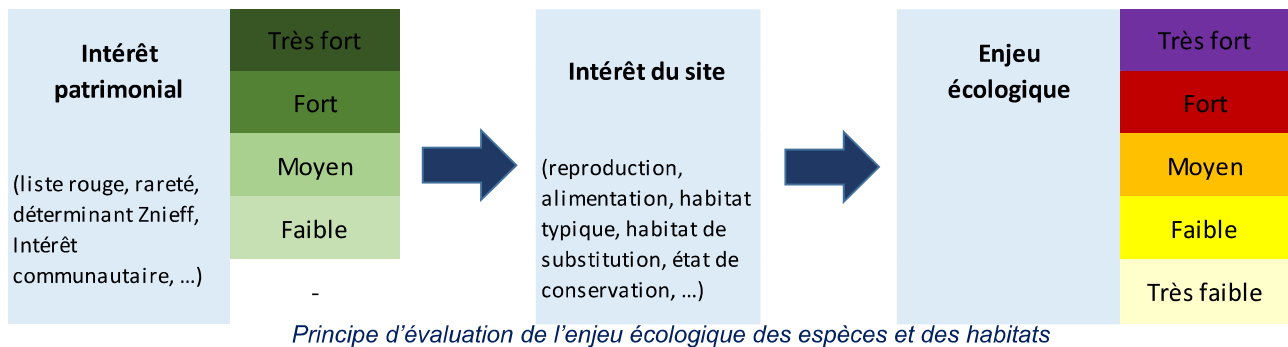 Intérêt
patrimonial
(liste rouge, rareté,
déterminant Znieff,
Intérêt
communautaire, …)
Très fort
Fort
Moyen
Faible
-
Intérêt du site
(reproduction,
alimentation, habitat
typique, habitat de
substitution, état de
conservation, …)
Enjeu
écologique
Très fort
Fort
Moyen
Faible
Très faible
Principe d’évaluation de l’enjeu écologique des espèces et des habitats